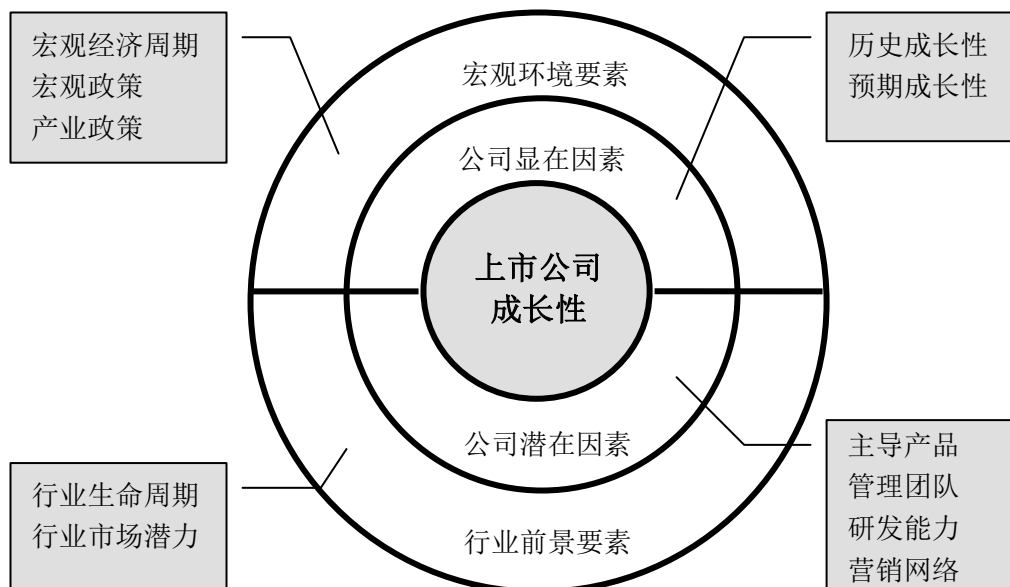 宏观经济周期
宏观政策
产业政策
宏观环境要素
历史成长性
预期成长性
公司显在因素
上市公司
成长性
公司潜在因素
行业前景要素
行业生命周期
行业市场潜力
主导产品
管理团队
研发能力
营销网络